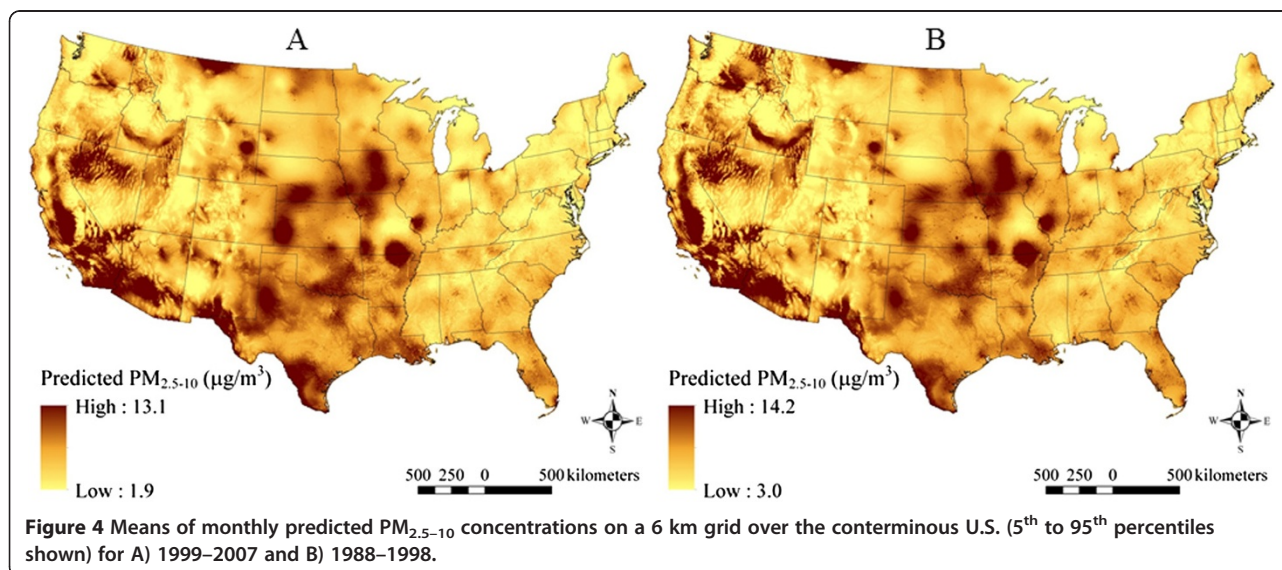 A
B
Predicted PM2.5-10 (µg/m3)
High : 13.1
Low : 1.9
N
W E
S
500 250 0 500 kilometers
Predicted PM2.5-10 (µg/m3)
High : 14.2
Low : 3.0
N
W E
S
500 250 0 500 kilometers
Figure 4 Means of monthly predicted PM2.5–10 concentrations on a 6 km grid over the conterminous U.S. (5th to 95th percentiles
shown) for A) 1999–2007 and B) 1988–1998.